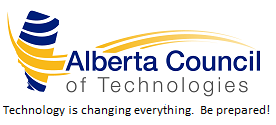 Alberta Council
of Technologies
Technology is changing everything.  Be prepared!